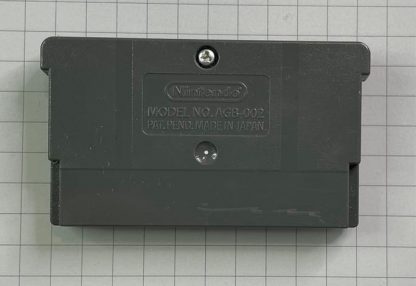 Nintendo®
MODEL NO. AGB-002
PAT. PEND. MADE IN JAPAN